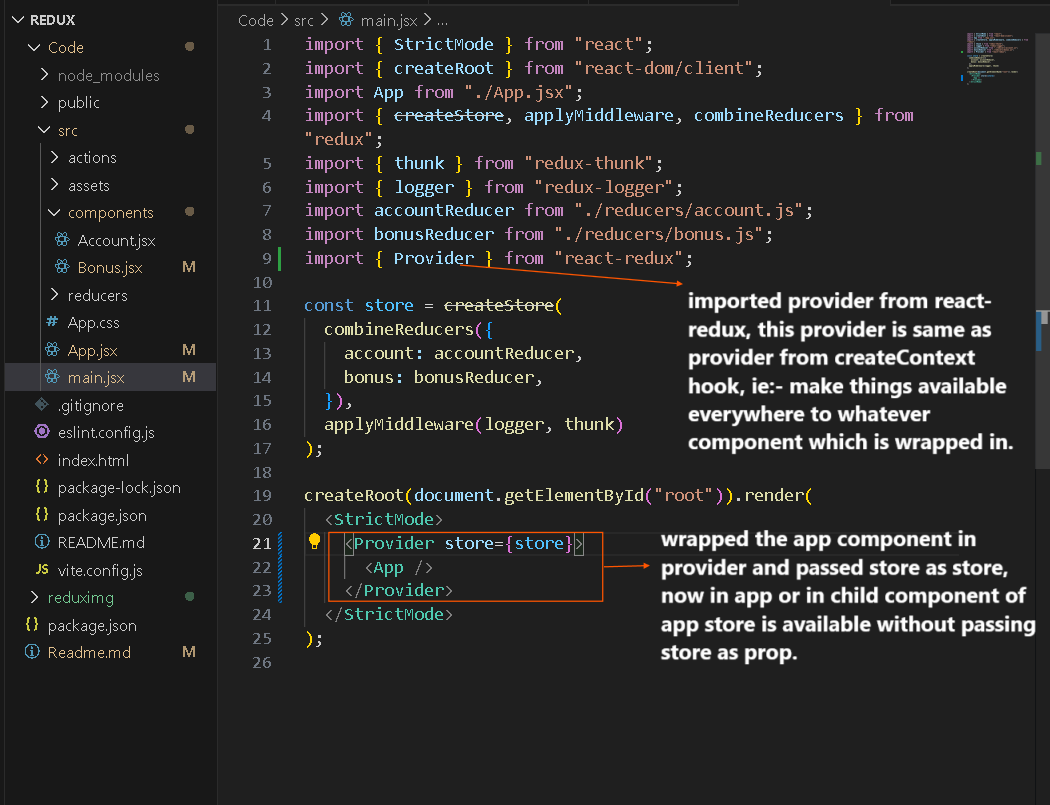 REDUX
Code
node_modules
public
src
actions
assets
components
Account.jsx
Bonus.jsx M
reducers
App.css
App.jsx M
main.jsx M
.gitignore
eslint.config.js
index.html
package-lock.json
package.json
README.md
JS vite.config.js
reduximg
package.json
Readme.md M
Code > src > main.jsx > ...
1 import { StrictMode } from "react";
2 import { createRoot } from "react-dom/client";
3 import App from "./App.jsx";
4 import { createStore, applyMiddleware, combineReducers } from
"redux";
5 import { thunk } from "redux-thunk";
6 import { logger } from "redux-logger";
7 import accountReducer from "./reducers/account.js";
8 import bonusReducer from "./reducers/bonus.js";
9 import { Provider } from "react-redux";
10
11 const store = createStore(
12 combineReducers({
13 account: accountReducer,
14 bonus: bonusReducer,
15 }),
16 applyMiddleware(logger, thunk)
17 );
18
19 createRoot(document.getElementById("root")).render(
20 <StrictMode>
21 <Provider store={store}>
22 <App />
23 </Provider>
24 </StrictMode>
25 );
26
imported provider from react-
redux, this provider is same as
provider from createContext
hook, ie:- make things available
everywhere to whatever
component which is wrapped in.
wrapped the app component in
provider and passed store as store,
now in app or in child component of
app store is available without passing
store as prop.